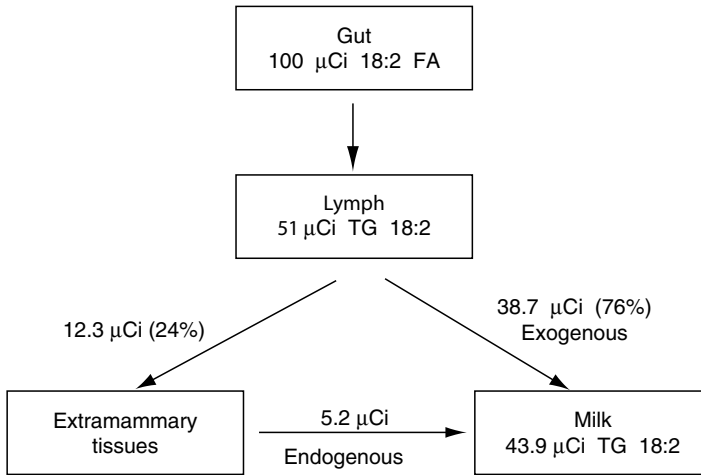 Gut
100 μCi 18:2 FA
Lymph
51 μCi TG 18:2
12.3 μCi (24%)
38.7 μCi (76%)
Exogenous
Extramammary
tissues
5.2 μCi
Endogenous
Milk
43.9 μCi TG 18:2